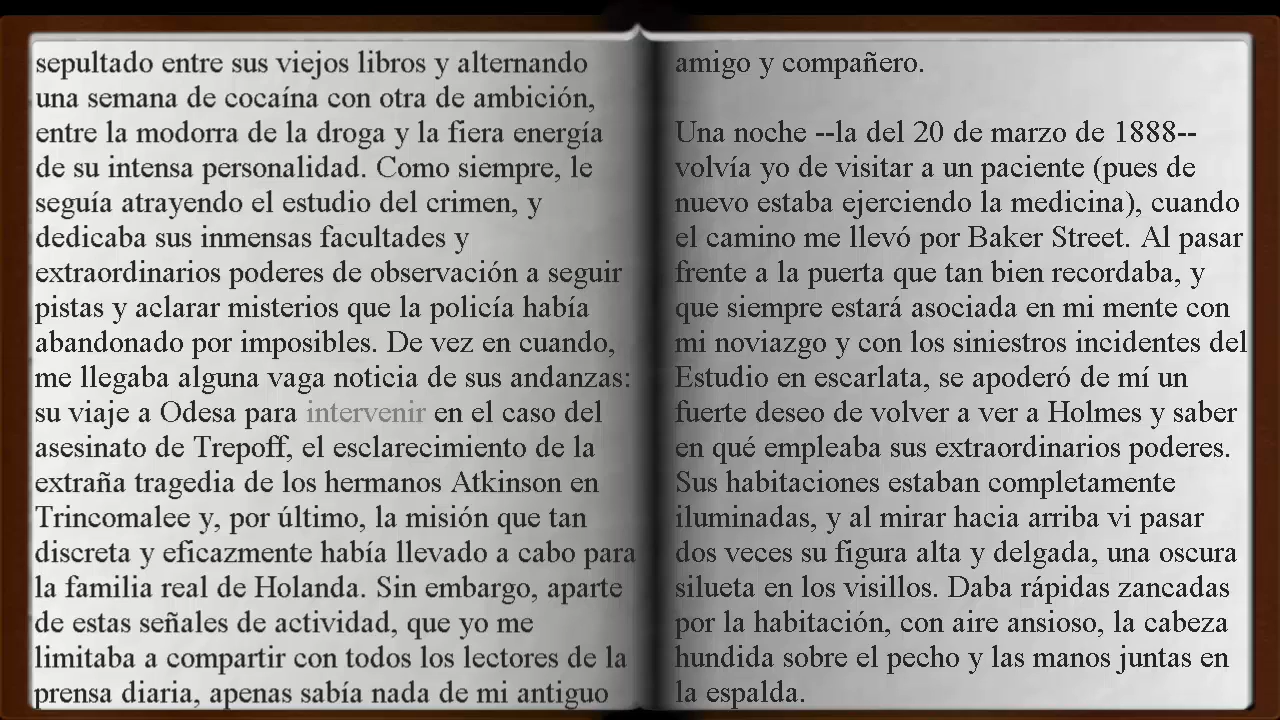 sepultado entre sus viejos libros y alternando
una semana de cocaína con otra de ambición,
entre la modorra de la droga y la fiera energía
de su intensa personalidad. Como siempre, le
seguía atrayendo el estudio del crimen, y
dedicaba sus inmensas facultades y
extraordinarios poderes de observación a seguir
pistas y aclarar misterios que la policía había
abandonado por imposibles. De vez en cuando,
me llegaba alguna vaga noticia de sus andanzas:
su viaje a Odesa para intervenir en el caso del
asesinato de Trepoff, el esclarecimiento de la
extraña tragedia de los hermanos Atkinson en
Trincomalee y, por último, la misión que tan
discreta y eficazmente había llevado a cabo para
la familia real de Holanda. Sin embargo, aparte
de estas señales de actividad, que yo me
limitaba a compartir con todos los lectores de la
prensa diaria, apenas sabía nada de mi antiguo
amigo y compañero.
Una noche --la del 20 de marzo de 1888--
volvía yo de visitar a un paciente (pues de
nuevo estaba ejerciendo la medicina), cuando
el camino me llevó por Baker Street. Al pasar
frente a la puerta que tan bien recordaba, y
que siempre estará asociada en mi mente con
mi noviazgo y con los siniestros incidentes del
Estudio en escarlata, se apoderó de mí un
fuerte deseo de volver a ver a Holmes y saber
en qué empleaba sus extraordinarios poderes.
Sus habitaciones estaban completamente
iluminadas, y al mirar hacia arriba vi pasar
dos veces su figura alta y delgada, una oscura
silueta en los visillos. Daba rápidas zancadas
por la habitación, con aire ansioso, la cabeza
hundida sobre el pecho y las manos juntas en
la espalda.